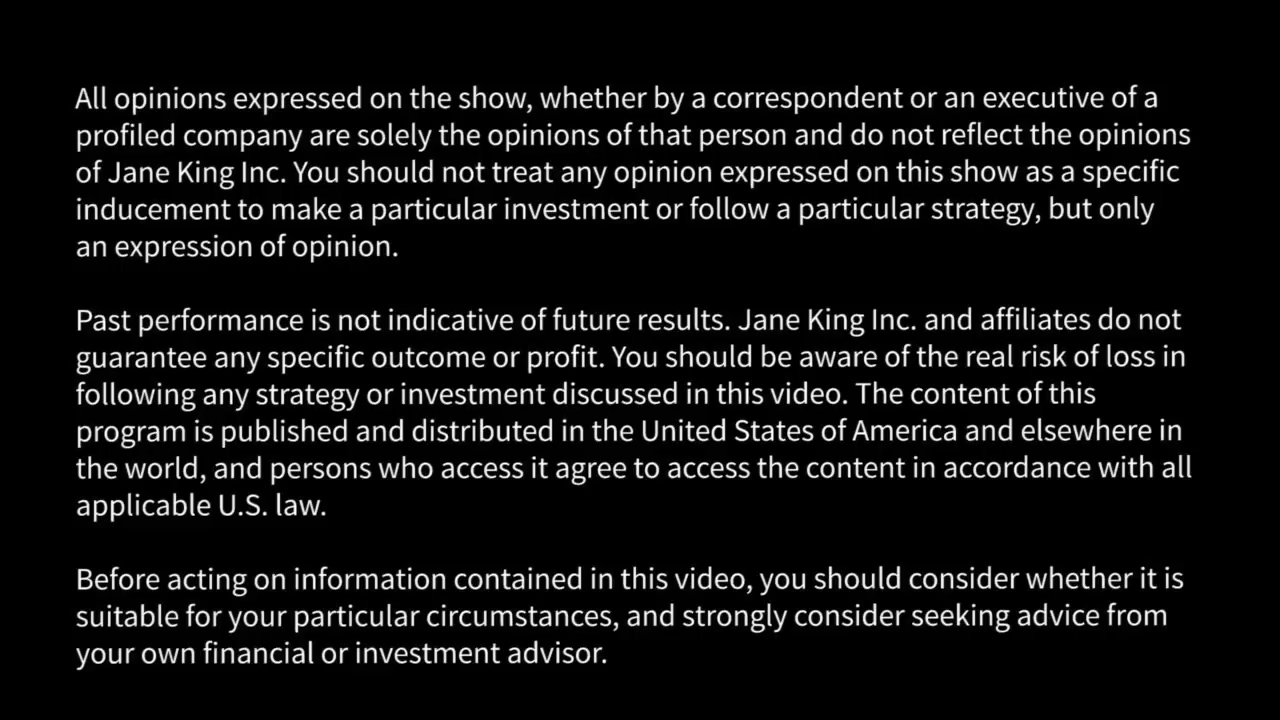 All opinions expressed on the show, whether by a correspondent or an executive of a
profiled company are solely the opinions of that person and do not reflect the opinions
of Jane King Inc. You should not treat any opinion expressed on this show as a specific
inducement to make a particular investment or follow a particular strategy, but only
an expression of opinion.
Past performance is not indicative of future results. Jane King Inc. and affiliates do not
guarantee any specific outcome or profit. You should be aware of the real risk of loss in
following any strategy or investment discussed in this video. The content of this
program is published and distributed in the United States of America and elsewhere in
the world, and persons who access it agree to access the content in accordance with all
applicable U.S. law.
Before acting on information contained in this video, you should consider whether it is
suitable for your particular circumstances, and strongly consider seeking advice from
your own financial or investment advisor.